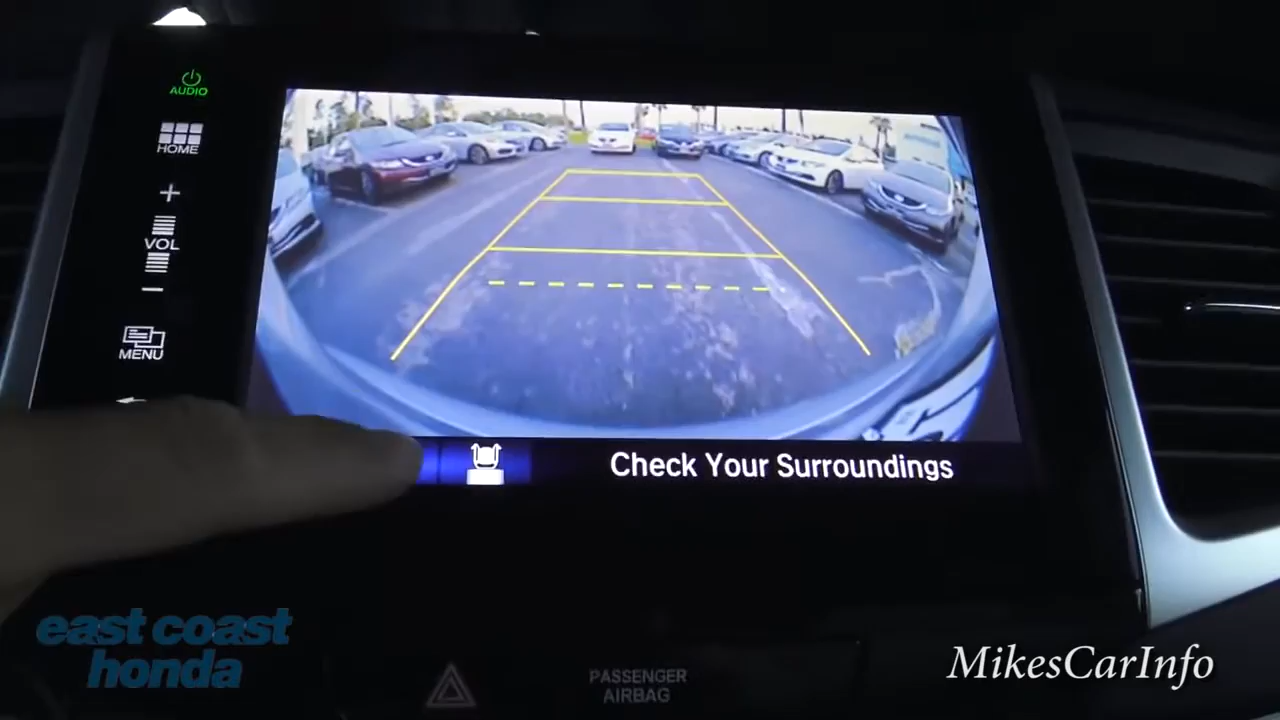 AUDIO
HOME
+
VOL
−
MENU
Check Your Surroundings
east coast
honda
PASSENGER
AIRBAG
MikesCarInfo